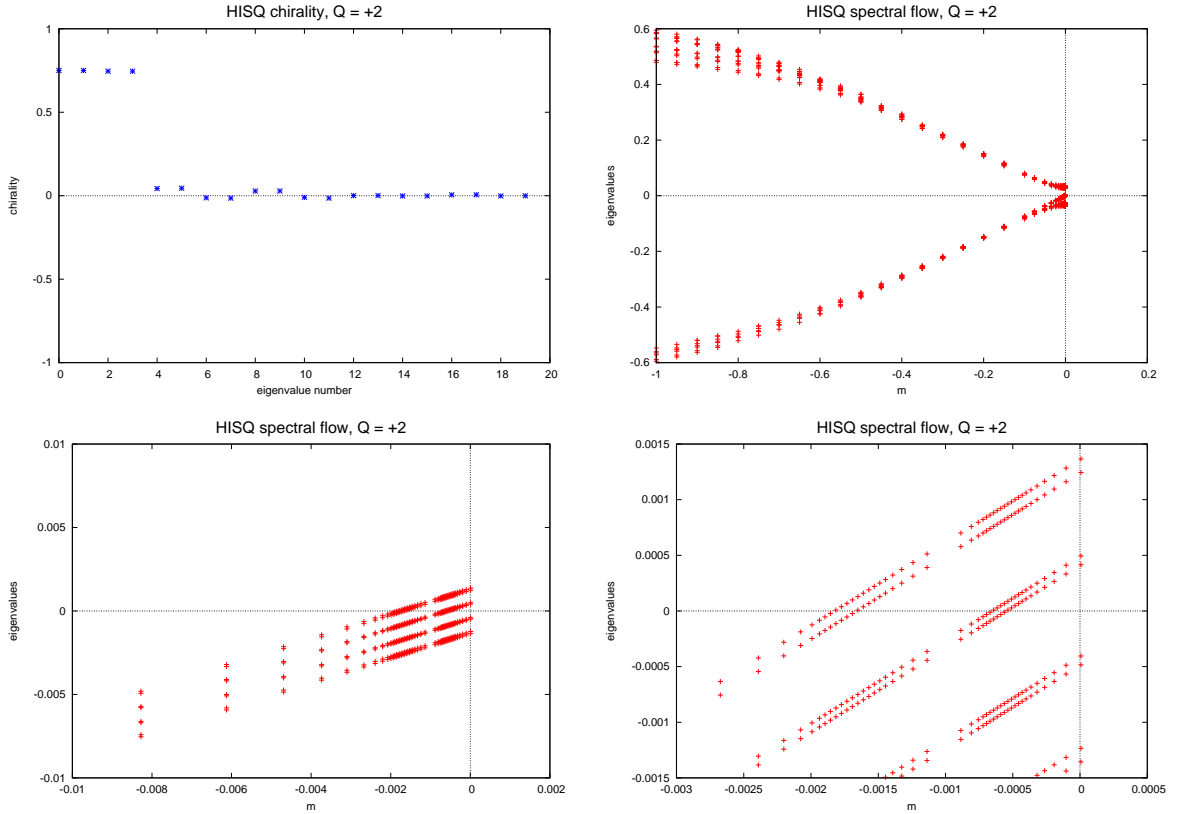 HISQ chirality, Q = +2
1
0.5
0
-0.5
-1
chirality
0 2 4 6 8 10 12 14 16 18 20
eigenvalue number
HISQ spectral flow, Q = +2
0.6
0.4
0.2
0
-0.2
-0.4
-0.6
eigenvalues
-1 -0.8 -0.6 -0.4 -0.2 0 0.2
m
HISQ spectral flow, Q = +2
0.01
0.005
0
-0.005
-0.01
eigenvalues
-0.01 -0.008 -0.006 -0.004 -0.002 0 0.002
m
HISQ spectral flow, Q = +2
0.0015
0.001
0.0005
0
-0.0005
-0.001
-0.0015
eigenvalues
-0.003 -0.0025 -0.002 -0.0015 -0.001 -0.0005 0 0.0005
m